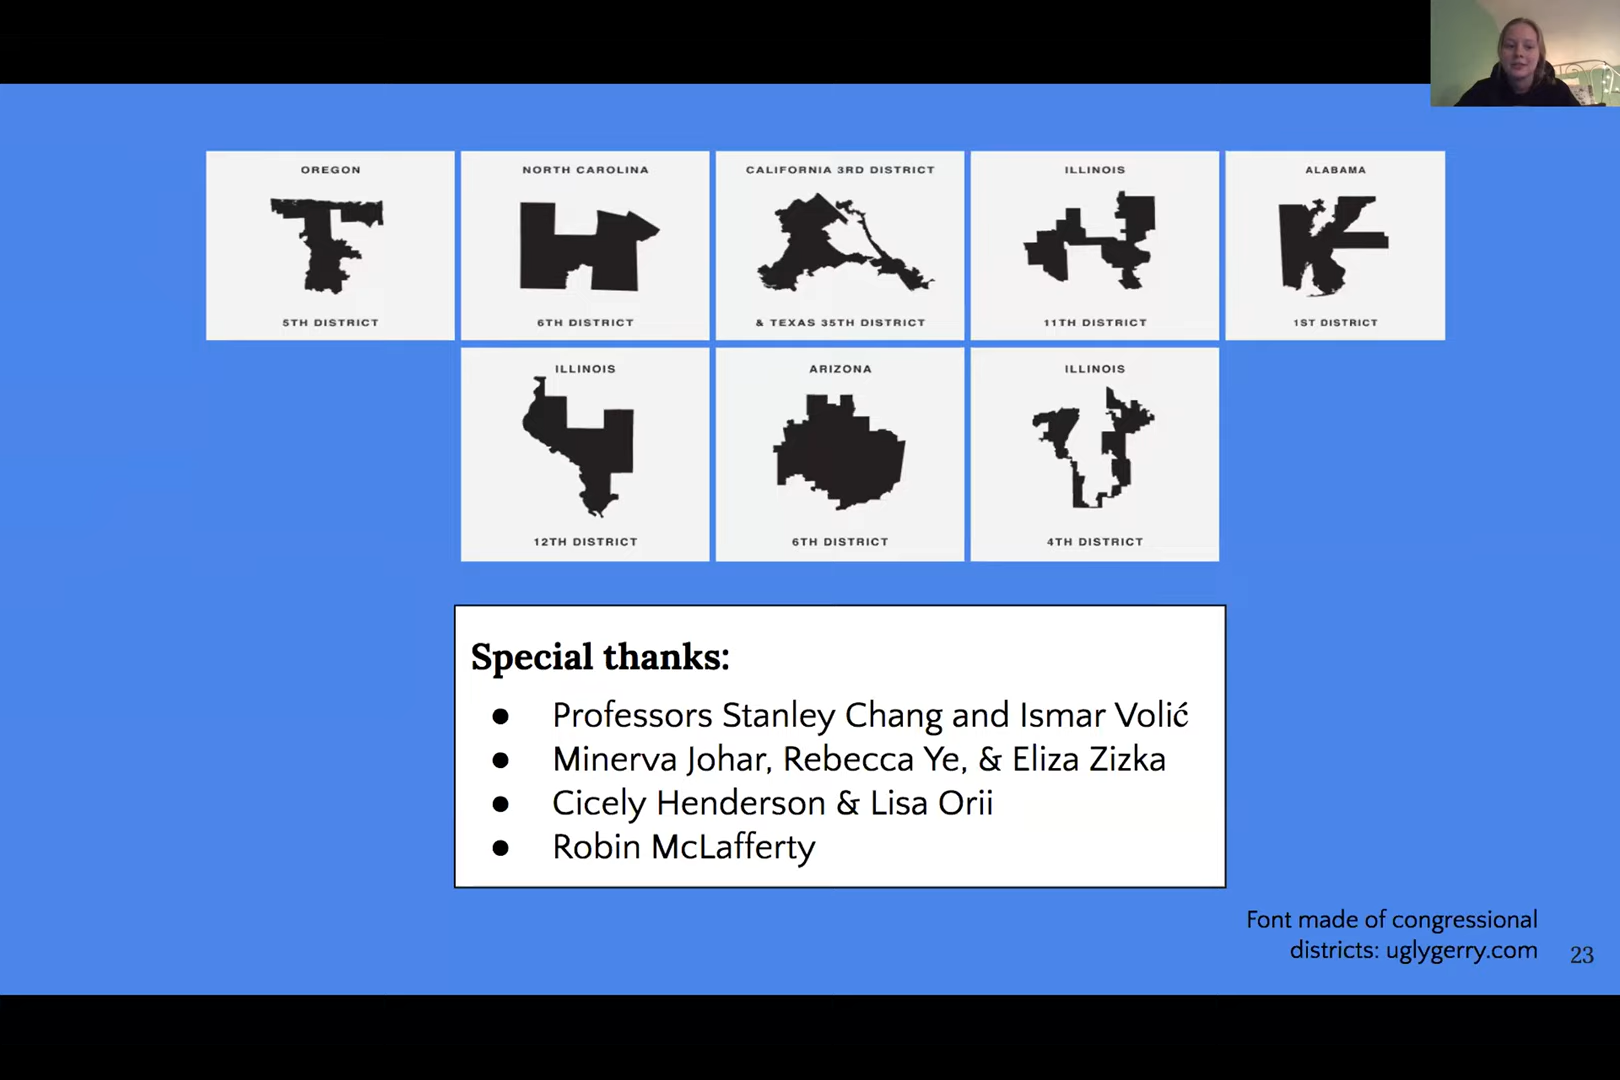 OREGON
5TH DISTRICT
NORTH CAROLINA
6TH DISTRICT
CALIFORNIA 3RD DISTRICT
& TEXAS 35TH DISTRICT
ILLINOIS
11TH DISTRICT
ALABAMA
1ST DISTRICT
ILLINOIS
12TH DISTRICT
ARIZONA
6TH DISTRICT
ILLINOIS
4TH DISTRICT
Special thanks:
● Professors Stanley Chang and Ismar Volić
● Minerva Johar, Rebecca Ye, & Eliza Zizka
● Cicely Henderson & Lisa Orii
● Robin McLafferty
Font made of congressional
districts: uglygerry.com
23